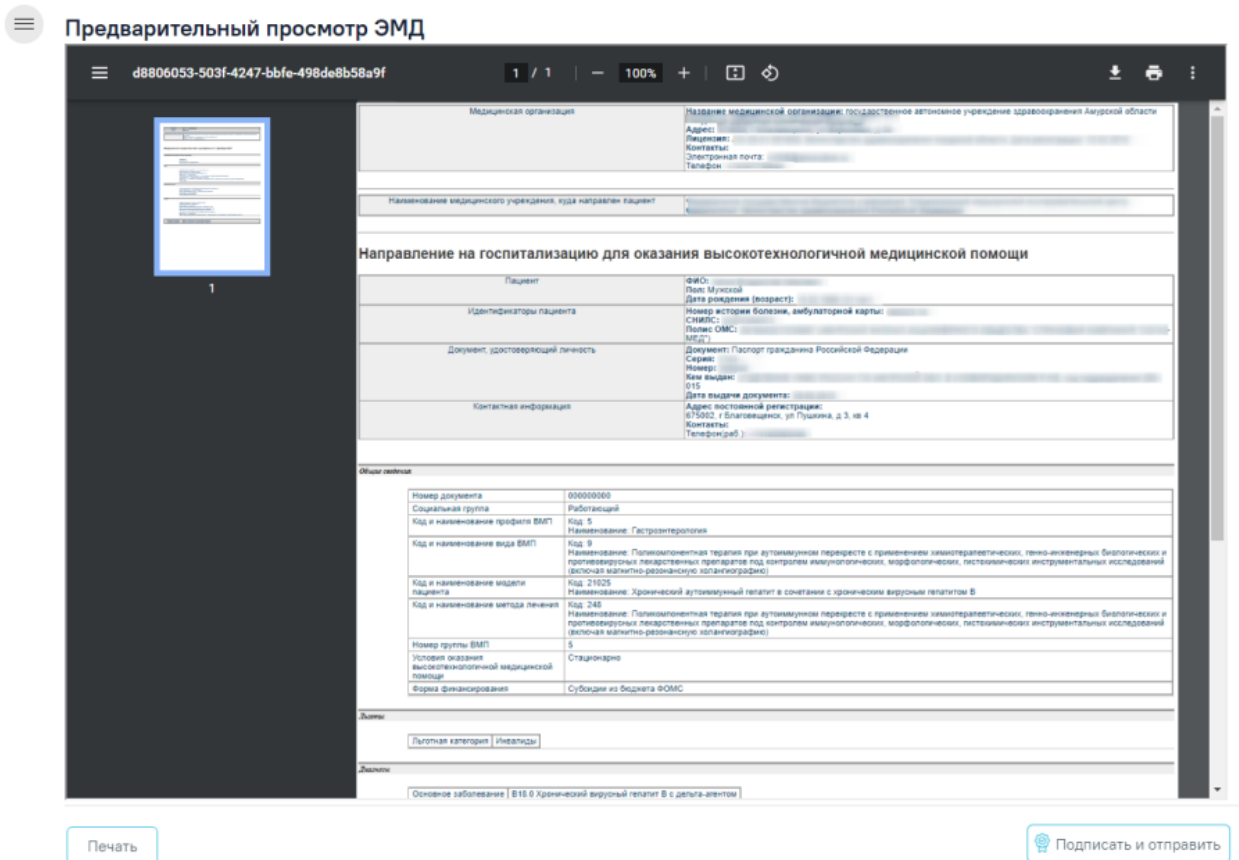 Предварительный просмотр ЭМД
d8806053-503f-4247-bbfe-498de8b58a9f
1 / 1
100%
1
Медицинская организация
Название медицинской организации: государственное автономное учреждение здравоохранения Амурской области
Адрес:
Лицензия:
Контакты:
Электронная почта:
Телефон
Наименование медицинского учреждения, куда направлен пациент
Направление на госпитализацию для оказания высокотехнологичной медицинской помощи
Пациент
ФИО:
Пол: Мужской
Дата рождения (возраст):
Идентификаторы пациента
Номер истории болезни, амбулаторной карты:
СНИЛС:
Полис ОМС:
МЕД")
Документ, удостоверяющий личность
Документ: Паспорт гражданина Российской Федерации
Серия:
Номер:
Кем выдан:
015
Дата выдачи документа:
Контактная информация
Адрес постоянной регистрации:
675002, г Благовещенск, ул Пушкина, д 3, кв 4
Контакты:
Телефон(раб.):
Общие сведения
Номер документа 000000000
Социальная группа Работающий
Код и наименование профиля ВМП Код: 5
Наименование: Гастроэнтерология
Код и наименование вида ВМП Код: 9
Наименование: Поликомпонентная терапия при аутоиммунном перекресте с применением химиотерапевтических, генно-инженерных биологических и
противовирусных лекарственных препаратов под контролем иммунологических, морфологических, гистохимических инструментальных исследований
(включая магнитно-резонансную холангиографию)
Код и наименование модели Код: 21025
пациента Наименование: Хронический аутоиммунный гепатит в сочетании с хроническим вирусным гепатитом B
Код и наименование метода лечения Код: 248
Наименование: Поликомпонентная терапия при аутоиммунном перекресте с применением химиотерапевтических, генно-инженерных биологических и
противовирусных лекарственных препаратов под контролем иммунологических, морфологических, гистохимических инструментальных исследований
(включая магнитно-резонансную холангиографию)
Номер группы ВМП 5
Условия оказания Стационарно
высокотехнологичной медицинской
помощи
Форма финансирования Субсидии из бюджета ФОМС
Льготы
Льготная категория Инвалиды
Диагнозы
Основное заболевание B18.0 Хронический вирусный гепатит B с дельта-агентом
Печать
Подписать и отправить